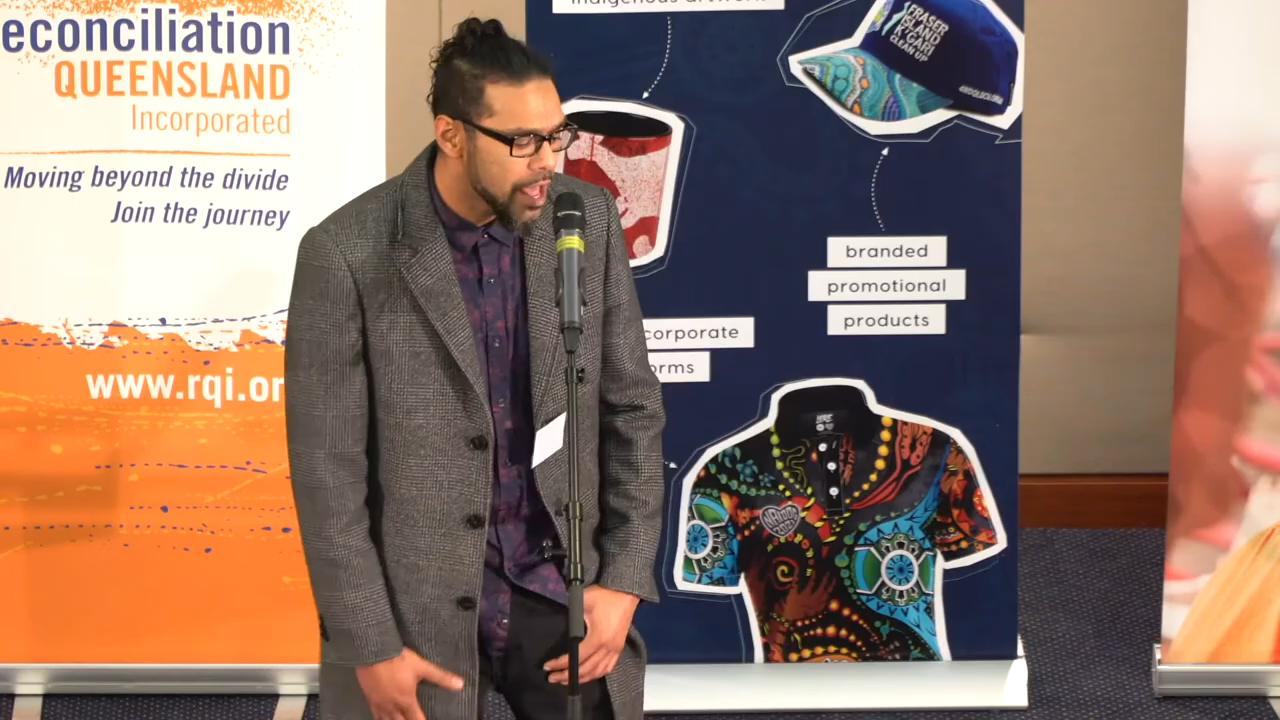 econciliation
QUEENSLAND
Incorporated
Moving beyond the divide
Join the journey
www.rqi.or
indigenous artwork
FRASER
ISLAND
K'GARI
CLEAN UP
branded
promotional
products
corporate
orms